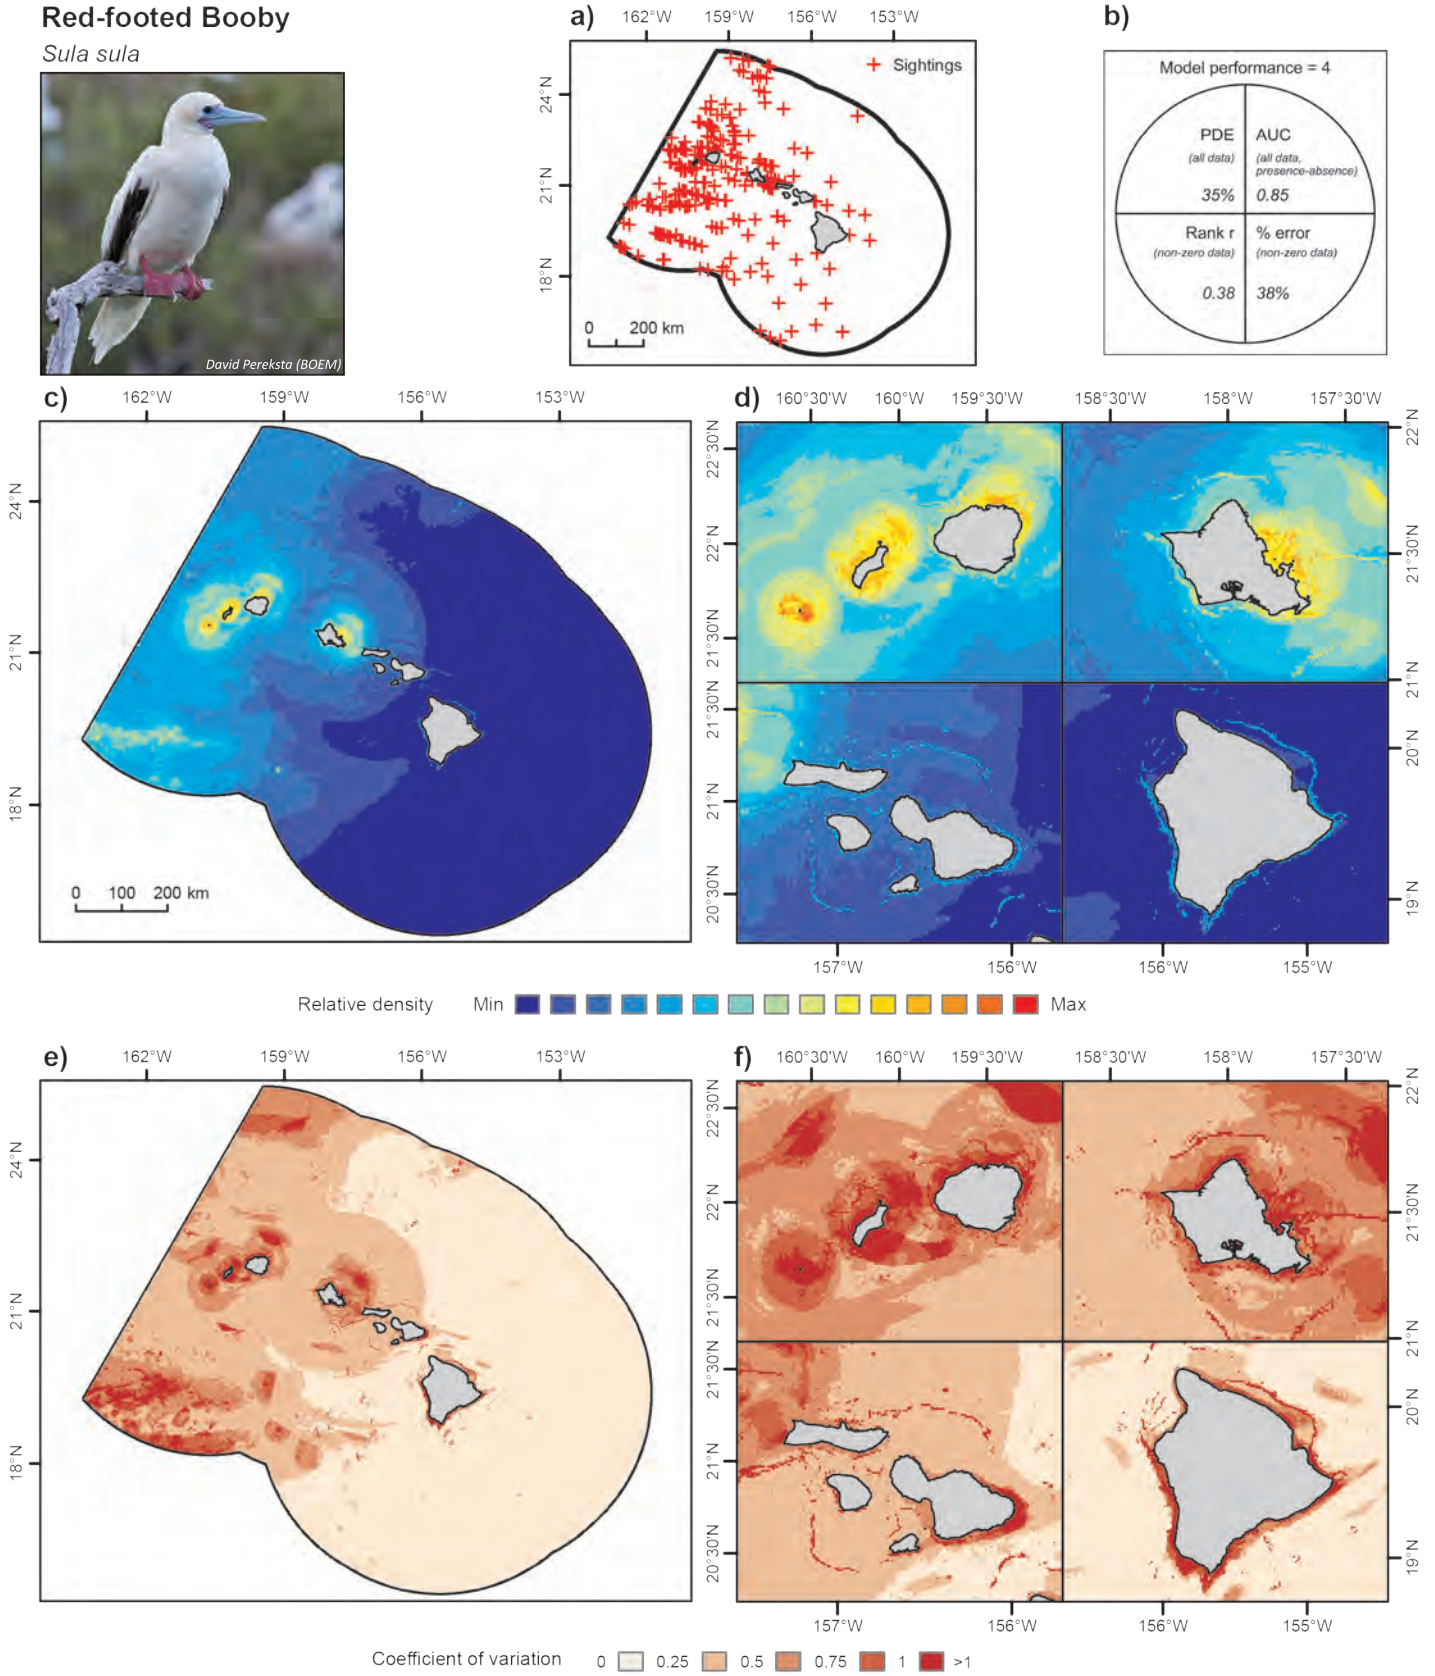 Red-footed Booby
Sula sula
David Pereksta (BOEM)
a)
162°W 159°W 156°W 153°W
24°N
21°N
18°N
Sightings
0 200 km
b)
Model performance = 4
PDE
(all data)
35%
AUC
(all data,
presence-absence)
0.85
Rank r
(non-zero data)
0.38
% error
(non-zero data)
38%
c)
162°W 159°W 156°W 153°W
24°N
21°N
18°N
0 100 200 km
d)
160°30'W 160°W 159°30'W 158°30'W 158°W 157°30'W
22°30'N
22°N
21°30'N
22°N
21°30'N
21°N
21°30'N
21°N
20°30'N
20°N
19°N
157°W 156°W 156°W 155°W
Relative density Min Max
e)
162°W 159°W 156°W 153°W
24°N
21°N
18°N
f)
160°30'W 160°W 159°30'W 158°30'W 158°W 157°30'W
22°30'N
22°N
21°30'N
22°N
21°30'N
21°N
21°30'N
21°N
20°30'N
20°N
19°N
157°W 156°W 156°W 155°W
Coefficient of variation 0 0.25 0.5 0.75 1 >1